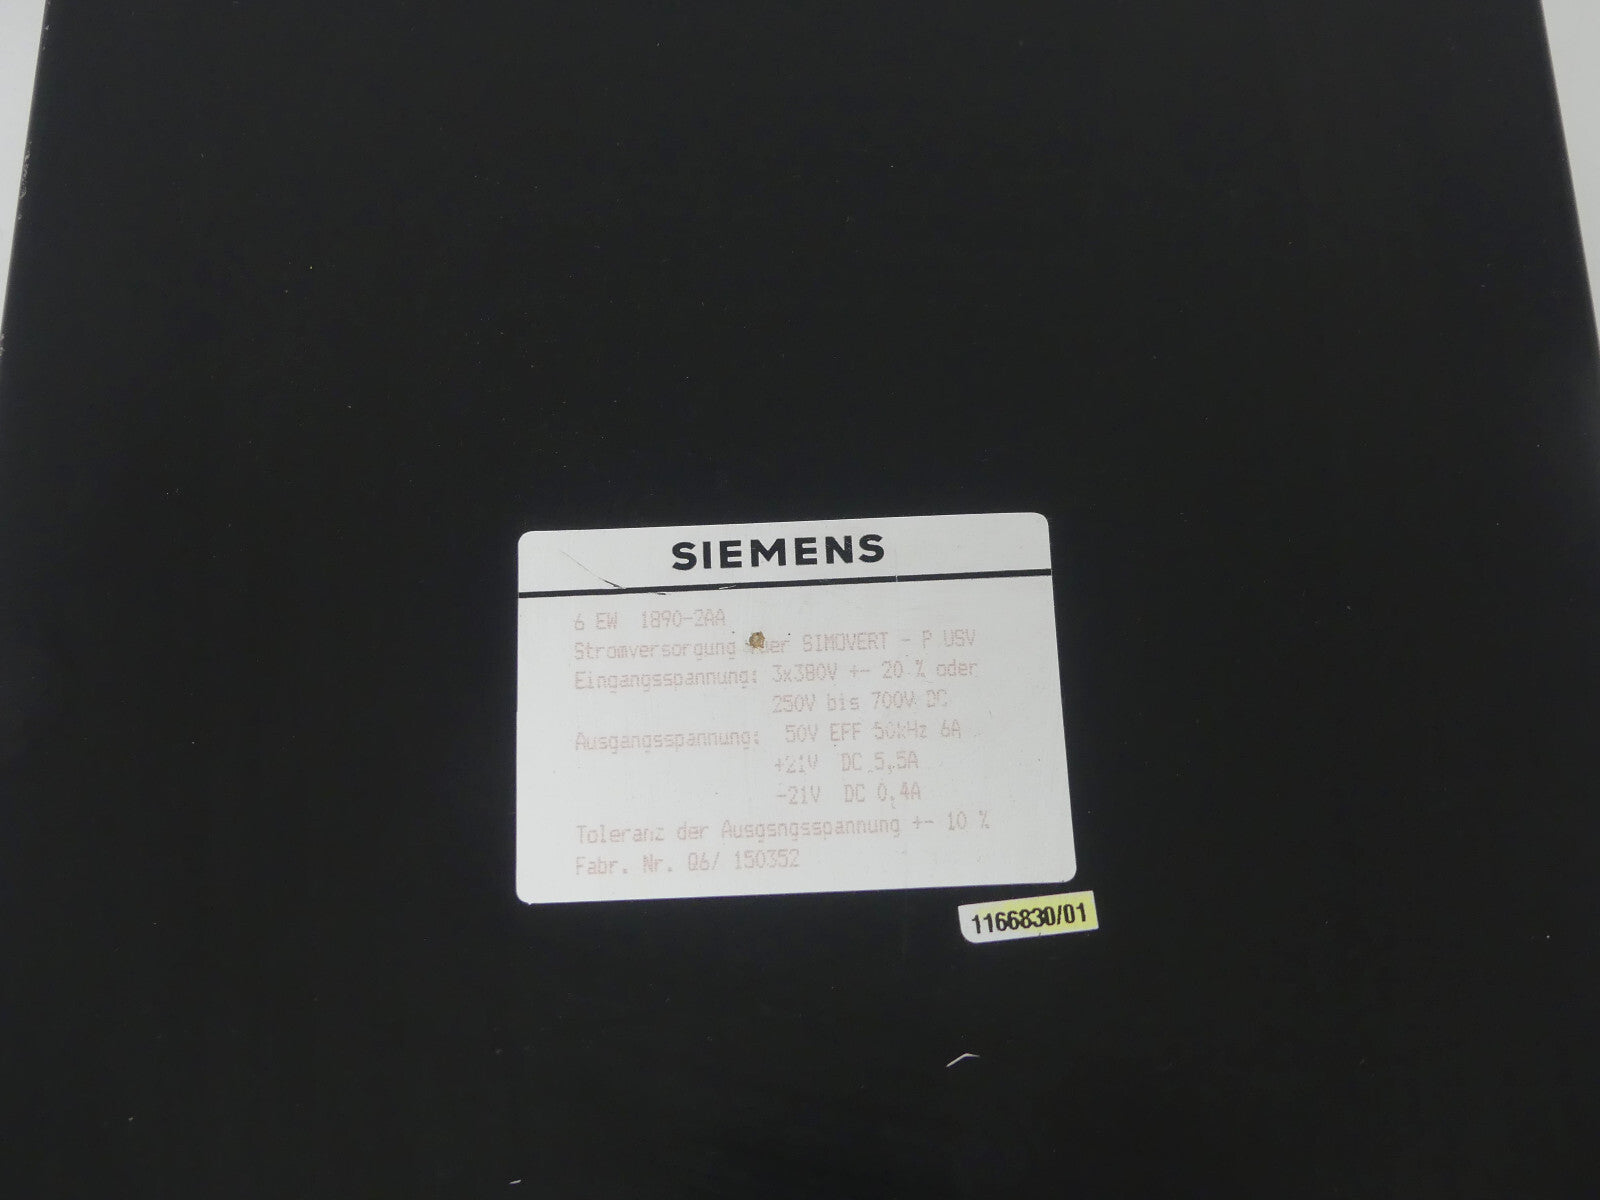 SIEMENS
6 EW 1890-2AA
Stromversorgung fuer SIMOVERT - P USV
Eingangsspannung: 3x380V +- 20 % oder
250V bis 700V DC
Ausgangsspannung: 50V EFF 50kHz 6A
+21V DC 5,5A
-21V DC 0,4A
Toleranz der Ausgsngsspannung +- 10 %
Fabr. Nr. Q6/ 150352
1166830/01